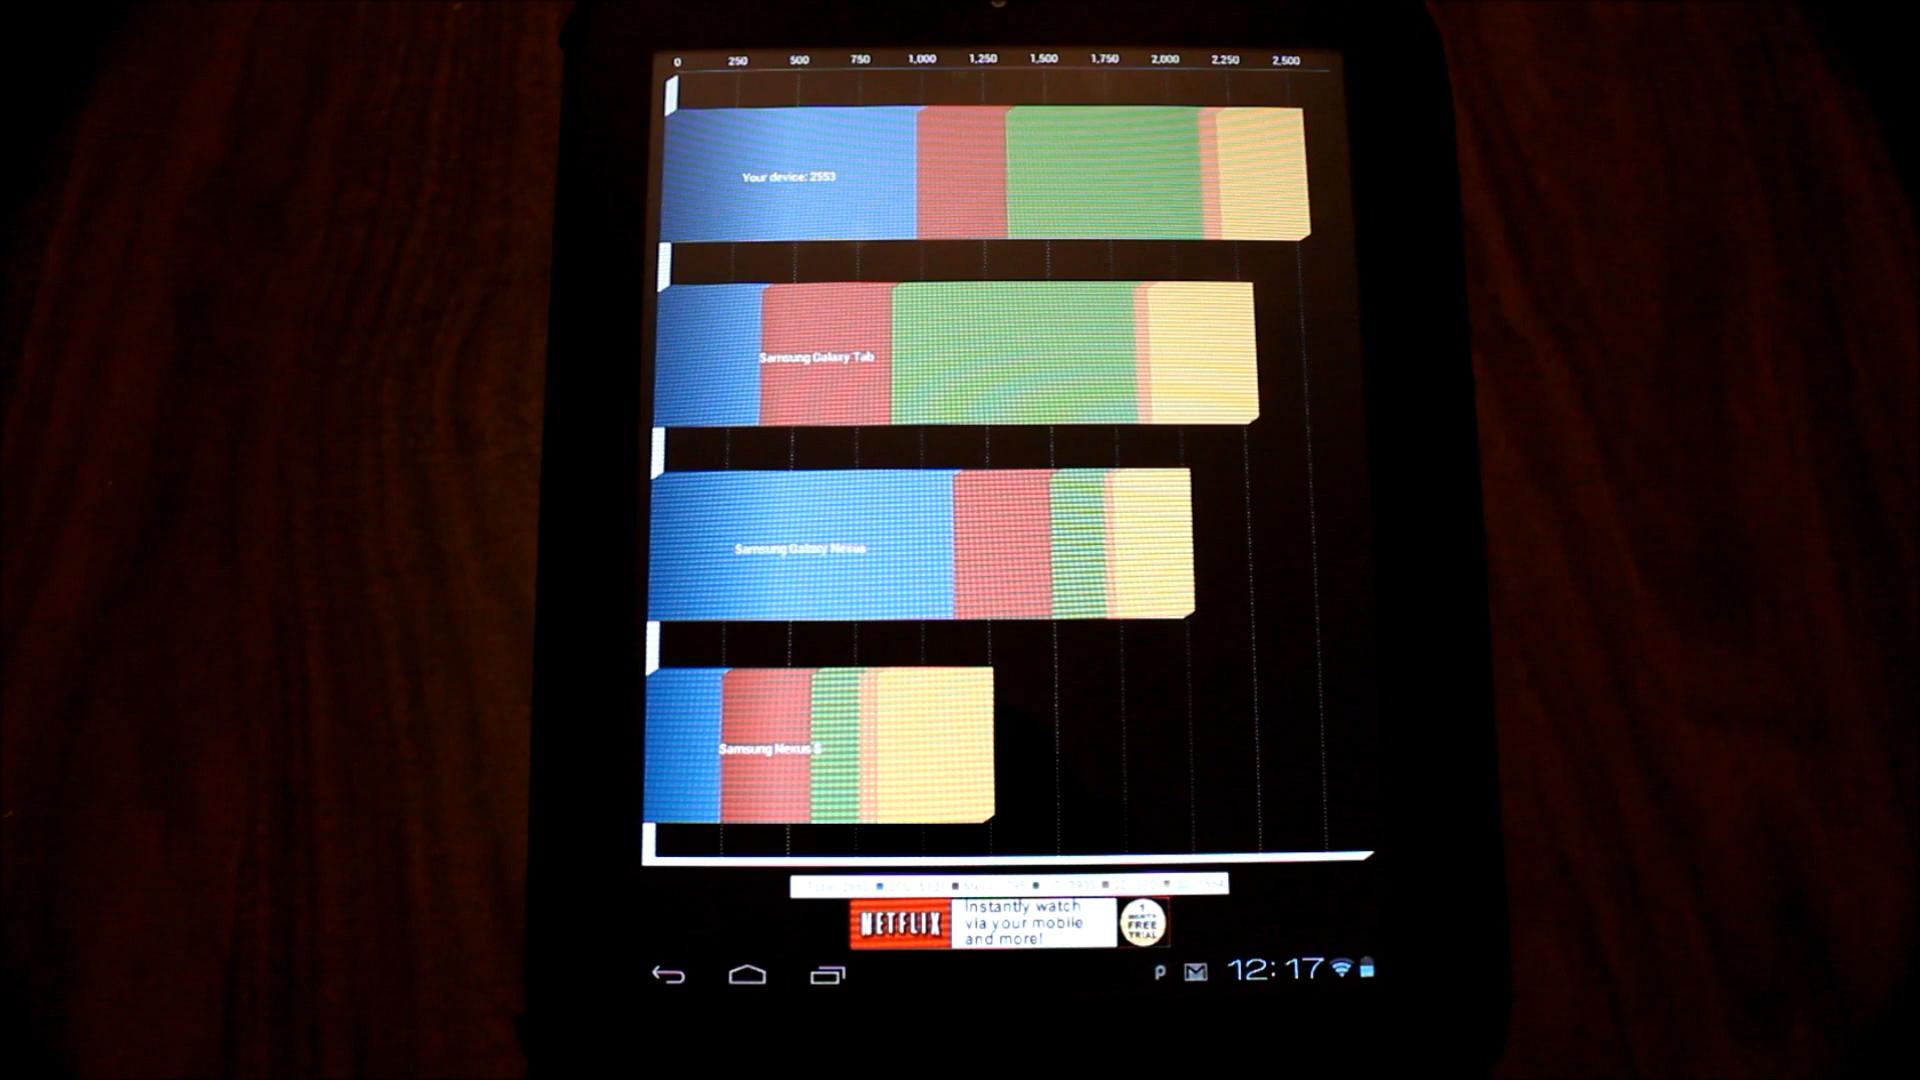 0 250 500 750 1,000 1,250 1,500 1,750 2,000 2,250 2,500
Your device: 2553
Samsung Galaxy Tab
Samsung Galaxy Nexus
Samsung Nexus S
NETFLIX
Instantly watch
via your mobile
and more!
1
MONTH
FREE
TRIAL
12:17